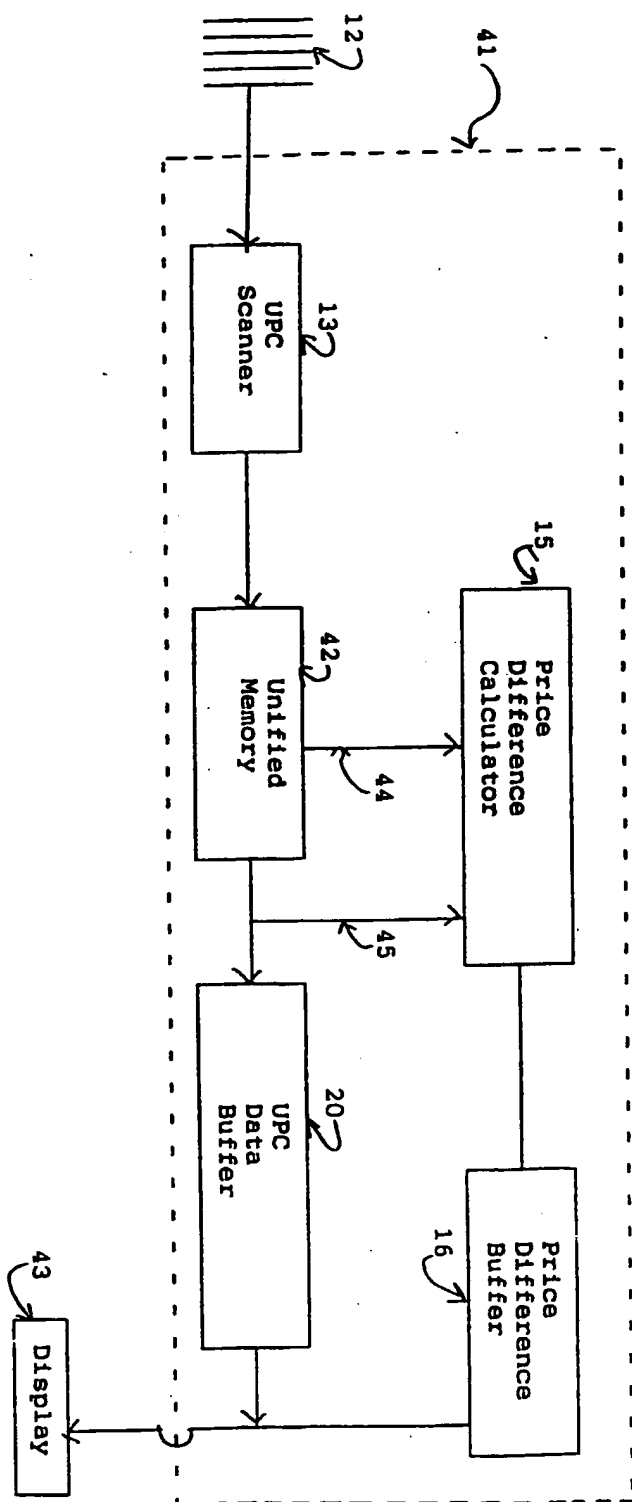 41
12
13
UPC
Scanner
42
Unified
Memory
44
45
15
Price
Difference
Calculator
20
UPC
Data
Buffer
16
Price
Difference
Buffer
43
Display